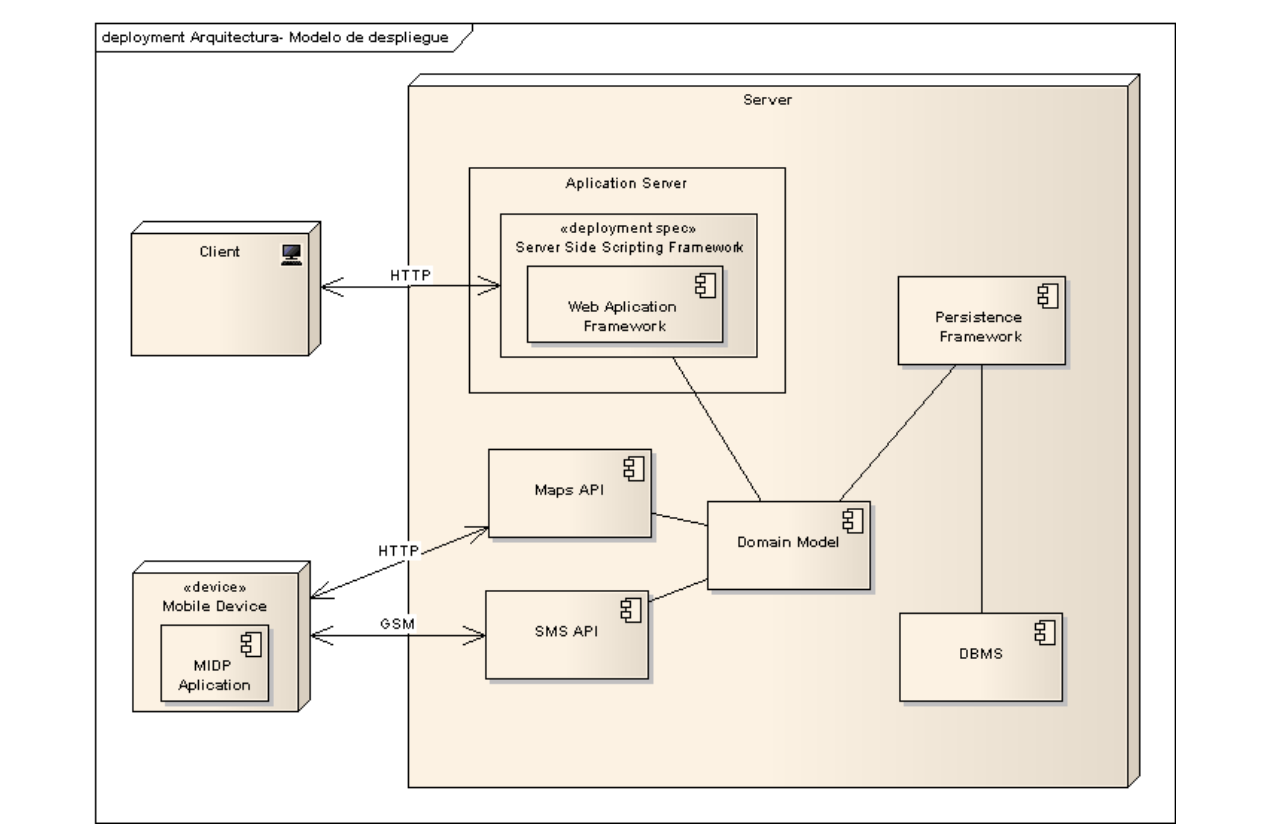 deployment Arquitectura- Modelo de despliegue
Server
Aplication Server
«deployment spec»
Server Side Scripting Framework
Web Aplication
Framework
Client
HTTP
Persistence
Framework
Maps API
Domain Model
HTTP
«device»
Mobile Device
MIDP
Aplication
GSM
SMS API
DBMS